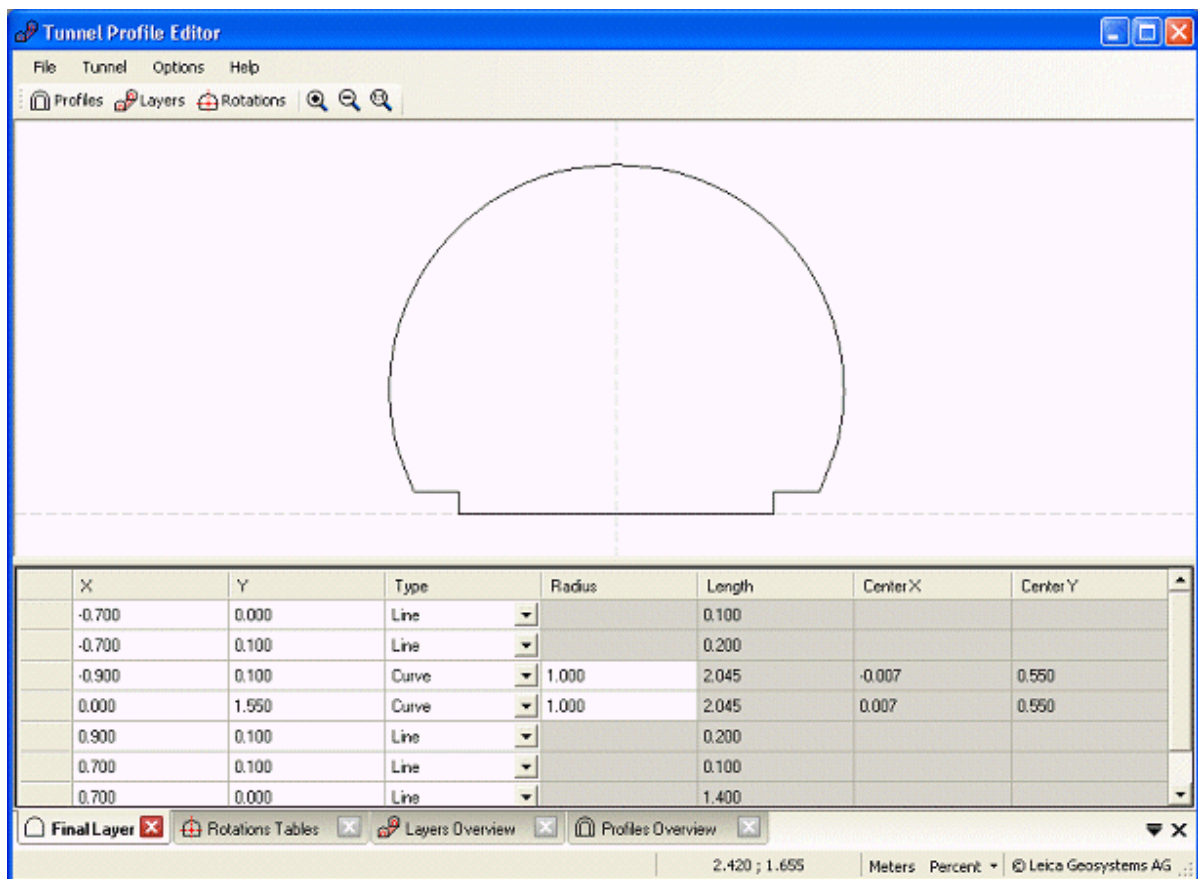 Tunnel Profile Editor
File Tunnel Options Help
Profiles Layers Rotations
X Y Type Radius Length Center X Center Y
-0.700 0.000 Line 0.100
-0.700 0.100 Line 0.200
-0.900 0.100 Curve 1.000 2.045 -0.007 0.550
0.000 1.550 Curve 1.000 2.045 0.007 0.550
0.900 0.100 Line 0.200
0.700 0.100 Line 0.100
0.700 0.000 Line 1.400
Final Layer Rotations Tables Layers Overview Profiles Overview
2.420 ; 1.655 Meters Percent © Leica Geosystems AG